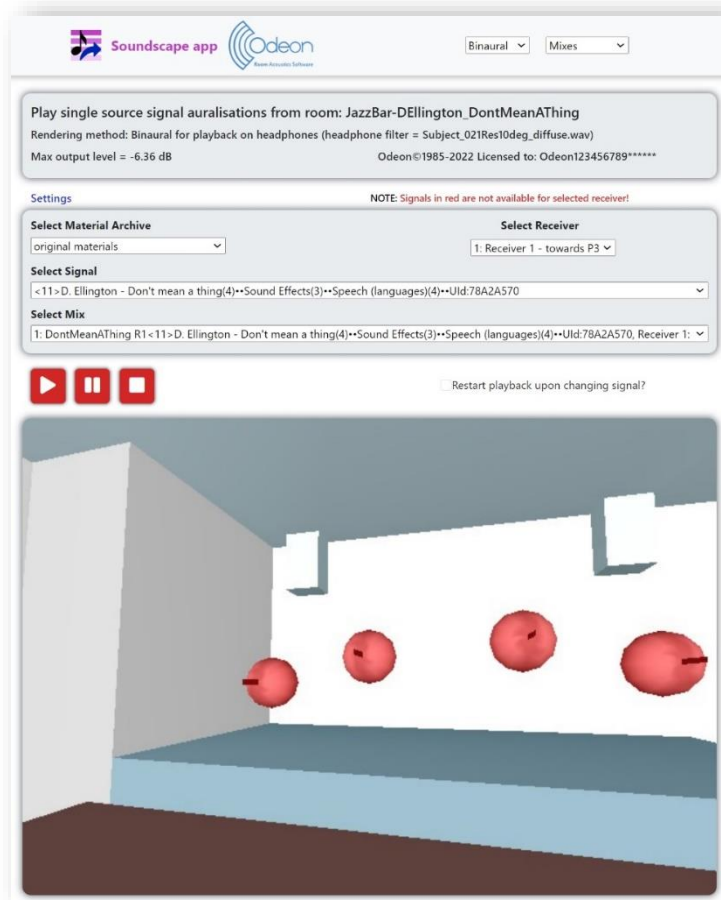 Soundscape app
Odeon
Room Acoustics Software
Binaural
Mixes
Play single source signal auralisations from room: JazzBar-DEllington_DontMeanAThing
Rendering method: Binaural for playback on headphones (headphone filter = Subject_021Res10deg_diffuse.wav)
Max output level = -6.36 dB
Odeon©1985-2022 Licensed to: Odeon123456789******
Settings
NOTE: Signals in red are not available for selected receiver!
Select Material Archive
Select Receiver
original materials
1: Receiver 1 - towards P3
Select Signal
<11>D. Ellington - Don't mean a thing(4)••Sound Effects(3)••Speech (languages)(4)••UId:78A2A570
Select Mix
1: DontMeanAThing R1<11>D. Ellington - Don't mean a thing(4)••Sound Effects(3)••Speech (languages)(4)••UId:78A2A570, Receiver 1:
Restart playback upon changing signal?